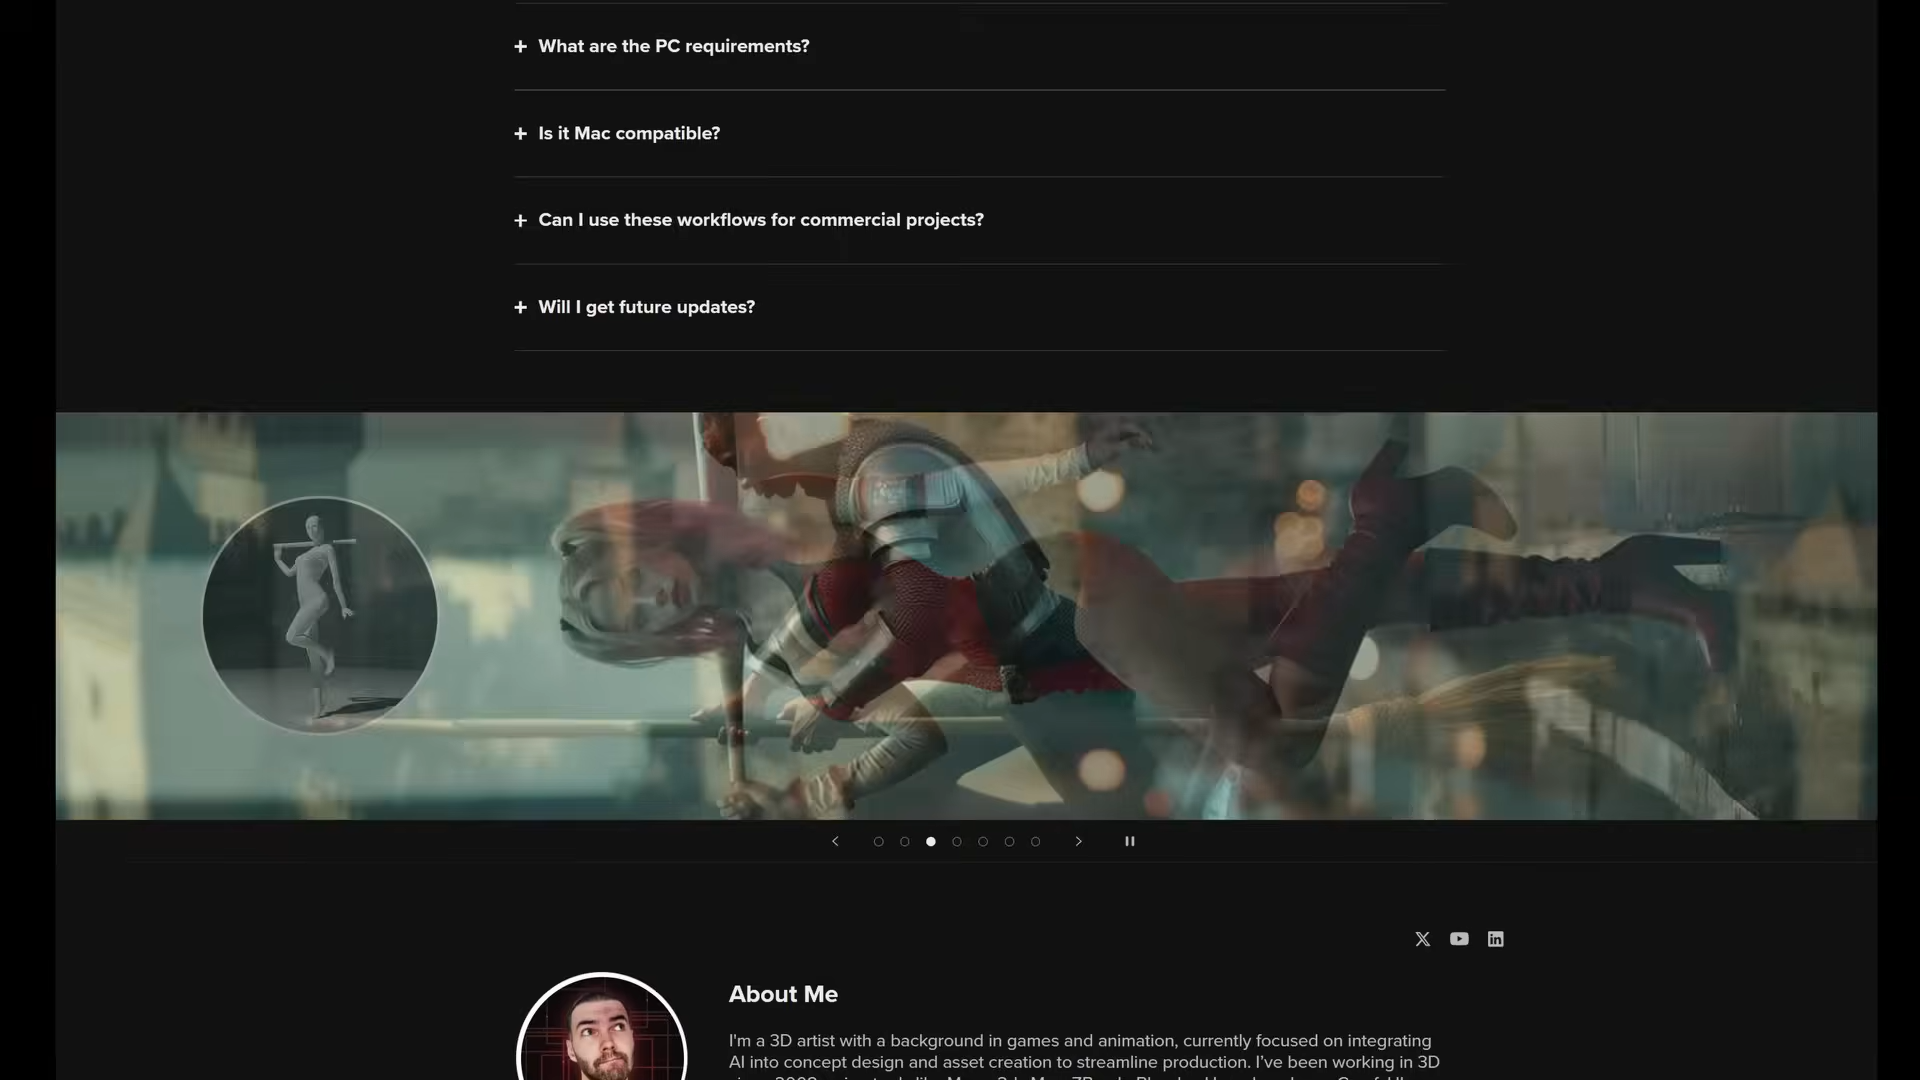 What are the PC requirements?
Is it Mac compatible?
Can I use these workflows for commercial projects?
Will I get future updates?
About Me
I'm a 3D artist with a background in games and animation, currently focused on integrating
AI into concept design and asset creation to streamline production. I've been working in 3D